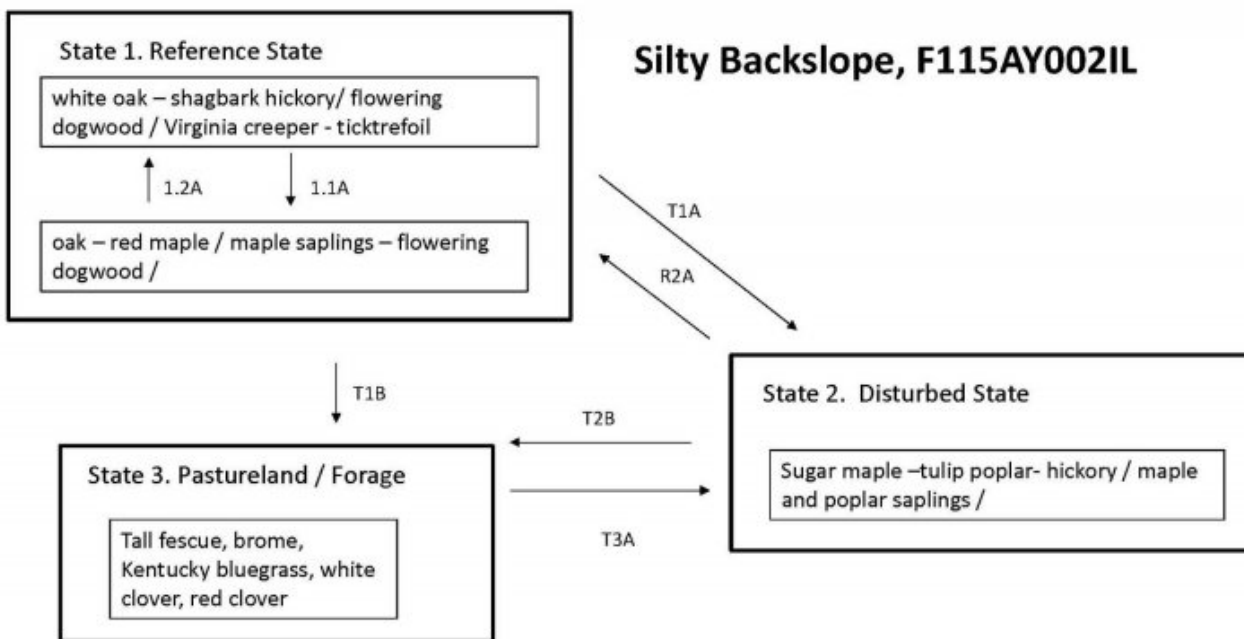 State 1. Reference State
Silty Backslope, F115AY002IL
white oak – shagbark hickory/ flowering
dogwood / Virginia creeper - ticktrefoil
1.2A
1.1A
oak – red maple / maple saplings – flowering
dogwood /
T1A
R2A
T1B
State 2.  Disturbed State
T2B
State 3. Pastureland / Forage
Sugar maple –tulip poplar- hickory / maple
and poplar saplings /
Tall fescue, brome,
Kentucky bluegrass, white
clover, red clover
T3A